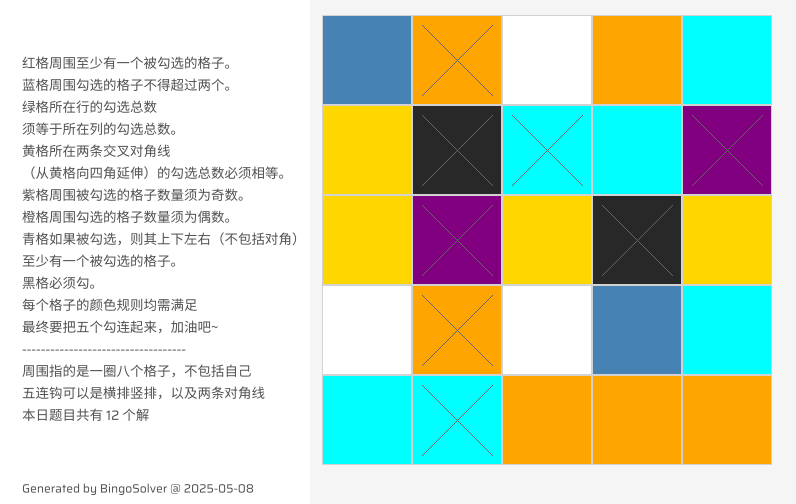 红格周围至少有一个被勾选的格子。
蓝格周围勾选的格子不得超过两个。
绿格所在行的勾选总数
须等于所在列的勾选总数。
黄格所在两条交叉对角线
（从黄格向四角延伸）的勾选总数必须相等。
紫格周围被勾选的格子数量须为奇数。
橙格周围勾选的格子数量须为偶数。
青格如果被勾选，则其上下左右（不包括对角）
至少有一个被勾选的格子。
黑格必须勾。
每个格子的颜色规则均需满足
最终要把五个勾连起来，加油吧~
-----------------------------------
周围指的是一圈八个格子，不包括自己
五连钩可以是横排竖排，以及两条对角线
本日题目共有 12 个解
Generated by BingoSolver @ 2025-05-08